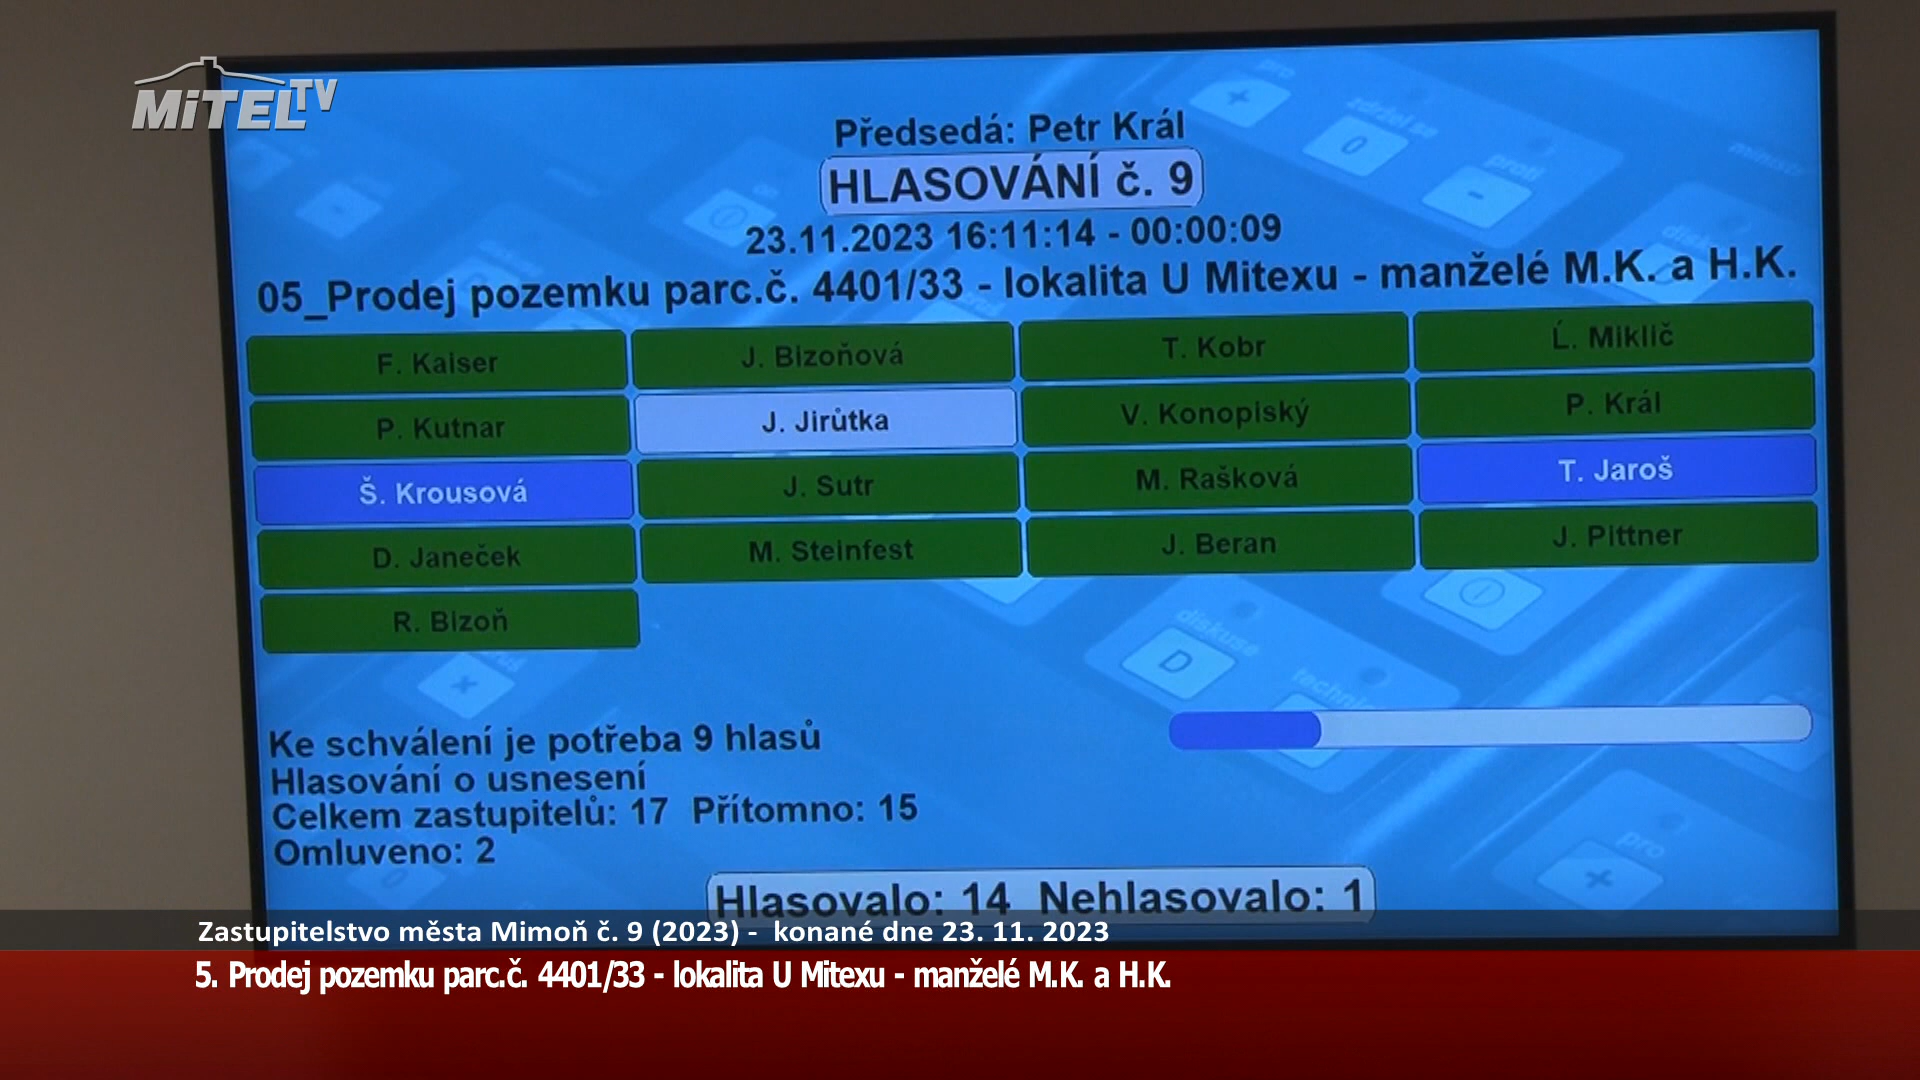 MiTEL TV
Předsedá: Petr Král
HLASOVÁNÍ č. 9
23.11.2023 16:11:14 - 00:00:09
05_Prodej pozemku parc.č. 4401/33 - lokalita U Mitexu - manželé M.K. a H.K.
F. Kaiser J. Bizoňová T. Kobr Ĺ. Miklič
P. Kutnar J. Jirůtka V. Konopiský P. Král
Š. Krousová J. Sutr M. Rašková T. Jaroš
D. Janeček M. Steinfest J. Beran J. Pittner
R. Bizoň
Ke schválení je potřeba 9 hlasů
Hlasování o usnesení
Celkem zastupitelů: 17 Přítomno: 15
Omluveno: 2
Hlasovalo: 14 Nehlasovalo: 1
Zastupitelstvo města Mimoň č. 9 (2023) - konané dne 23. 11. 2023
5. Prodej pozemku parc.č. 4401/33 - lokalita U Mitexu - manželé M.K. a H.K.